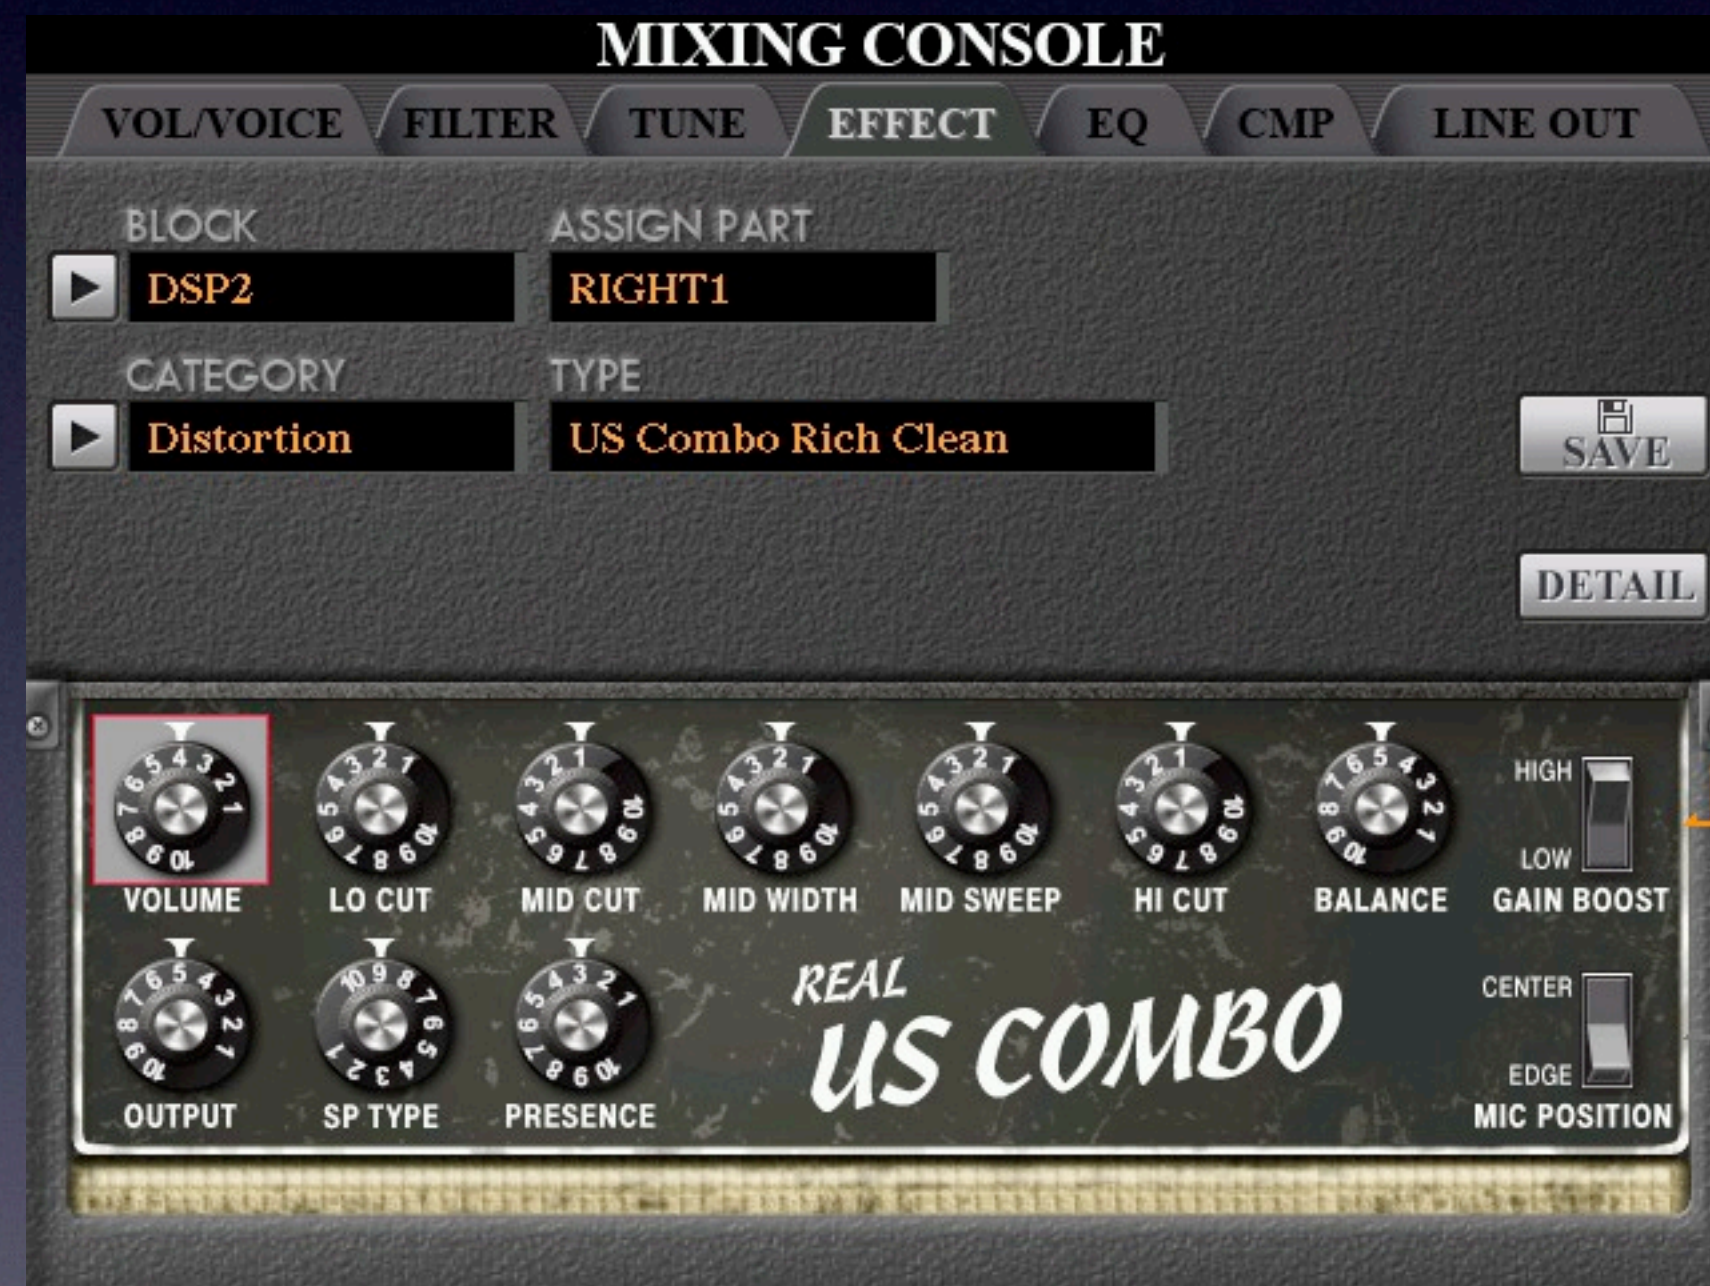 MIXING CONSOLE
VOL/VOICE FILTER TUNE EFFECT EQ CMP LINE OUT
BLOCK ASSIGN PART
DSP2 RIGHT1
CATEGORY TYPE
Distortion US Combo Rich Clean
SAVE
DETAIL
HIGH
LOW
VOLUME LO CUT MID CUT MID WIDTH MID SWEEP HI CUT BALANCE GAIN BOOST
REAL
US COMBO
CENTER
EDGE
OUTPUT SP TYPE PRESENCE MIC POSITION